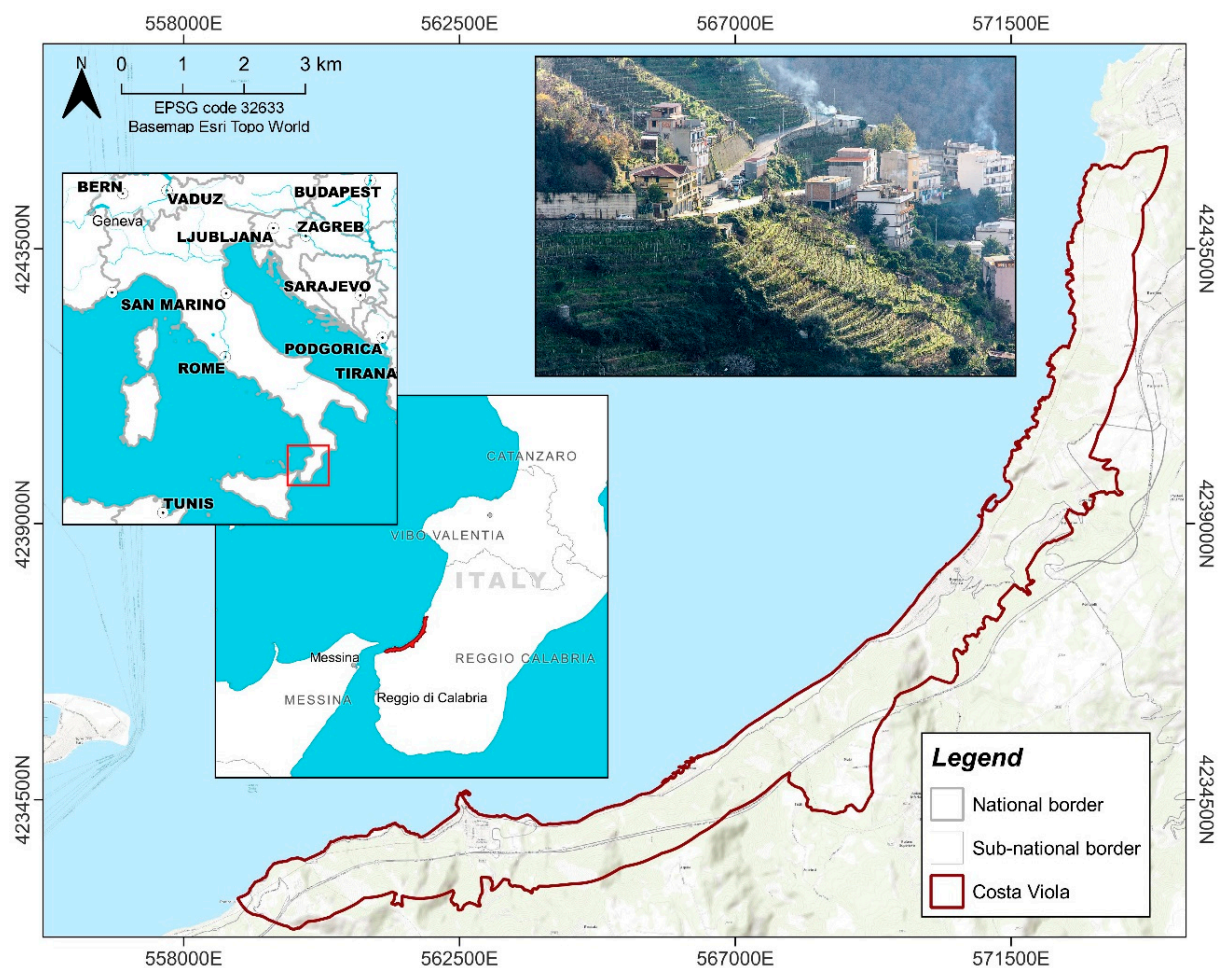 558000E 562500E 567000E 571500E
N 0 1 2 3 km
EPSG code 32633
Basemap Esri Topo World
4243500N
4239000N
4234500N
BERN
VADUZ
BUDAPEST
Geneva
LJUBLJANA
ZAGREB
SAN MARINO
SARAJEVO
ROME
PODGORICA
TIRANA
TUNIS
CATANZARO
VIBO VALENTIA
ITALY
Messina
REGGIO CALABRIA
MESSINA
Reggio di Calabria
4243500N
4239000N
4234500N
Legend
National border
Sub-national border
Costa Viola
558000E 562500E 567000E 571500E